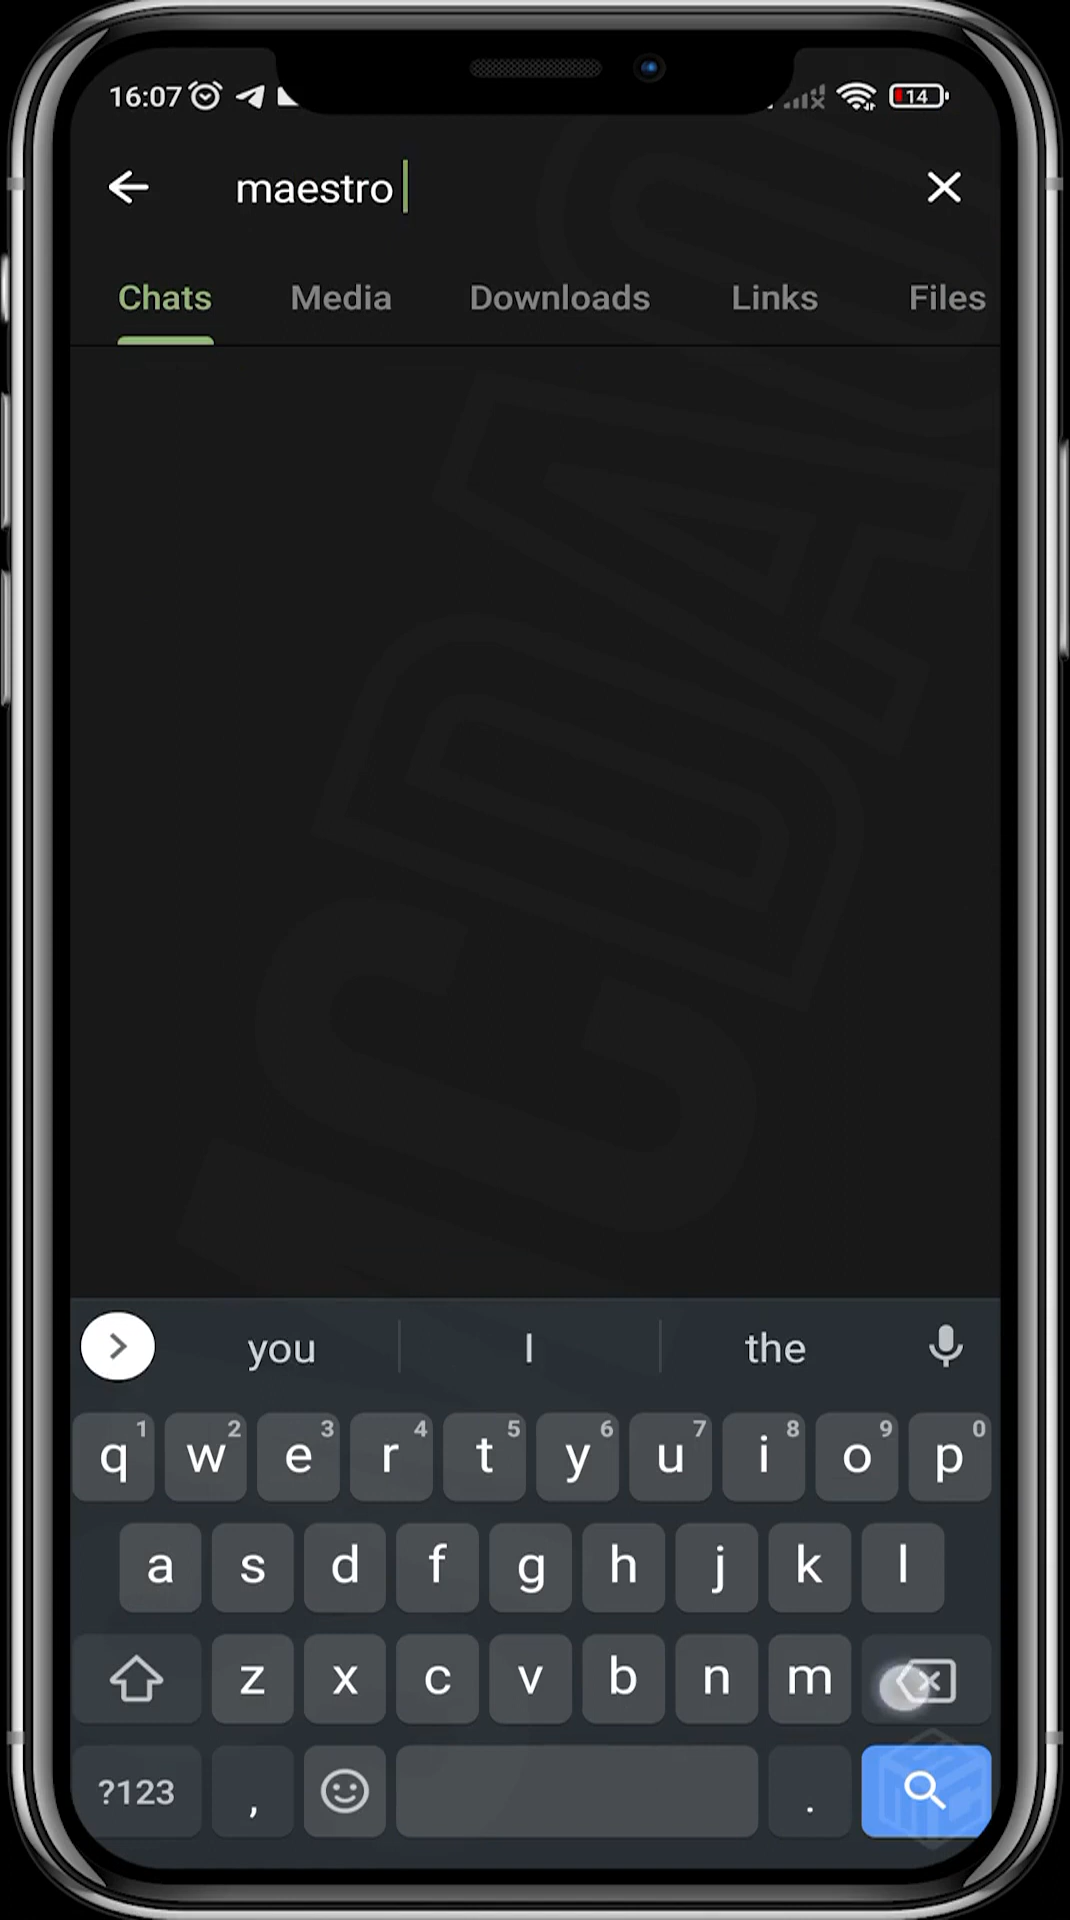 16:07 14
maestro
Chats Media Downloads Links Files
you I the
1 2 3 4 5 6 7 8 9 0
q w e r t y u i o p
a s d f g h j k l
z x c v b n m
?123 , .